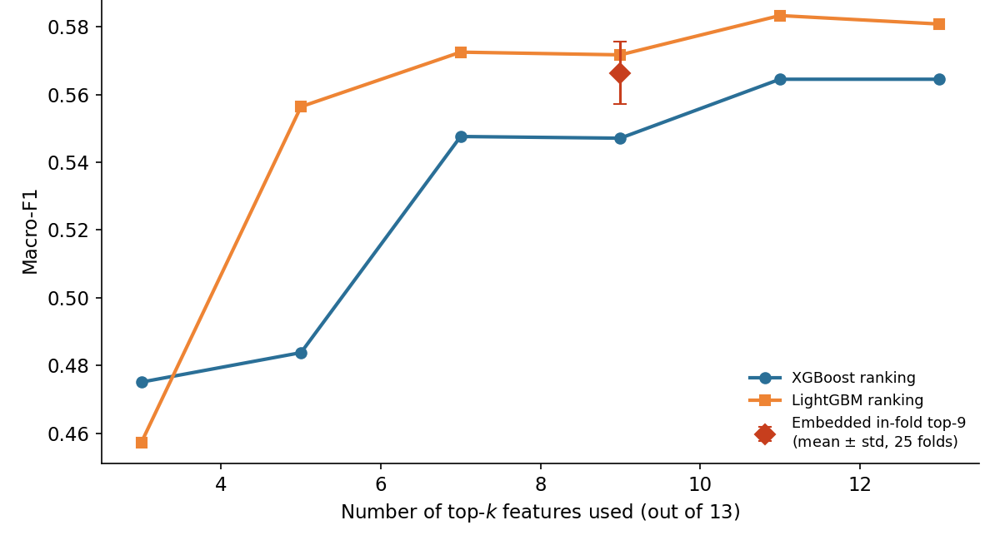 0.58
0.56
0.54
0.52
0.50
0.48
0.46
Macro-F1
4
6
8
10
12
Number of top-k features used (out of 13)
XGBoost ranking
LightGBM ranking
Embedded in-fold top-9
(mean ± std, 25 folds)